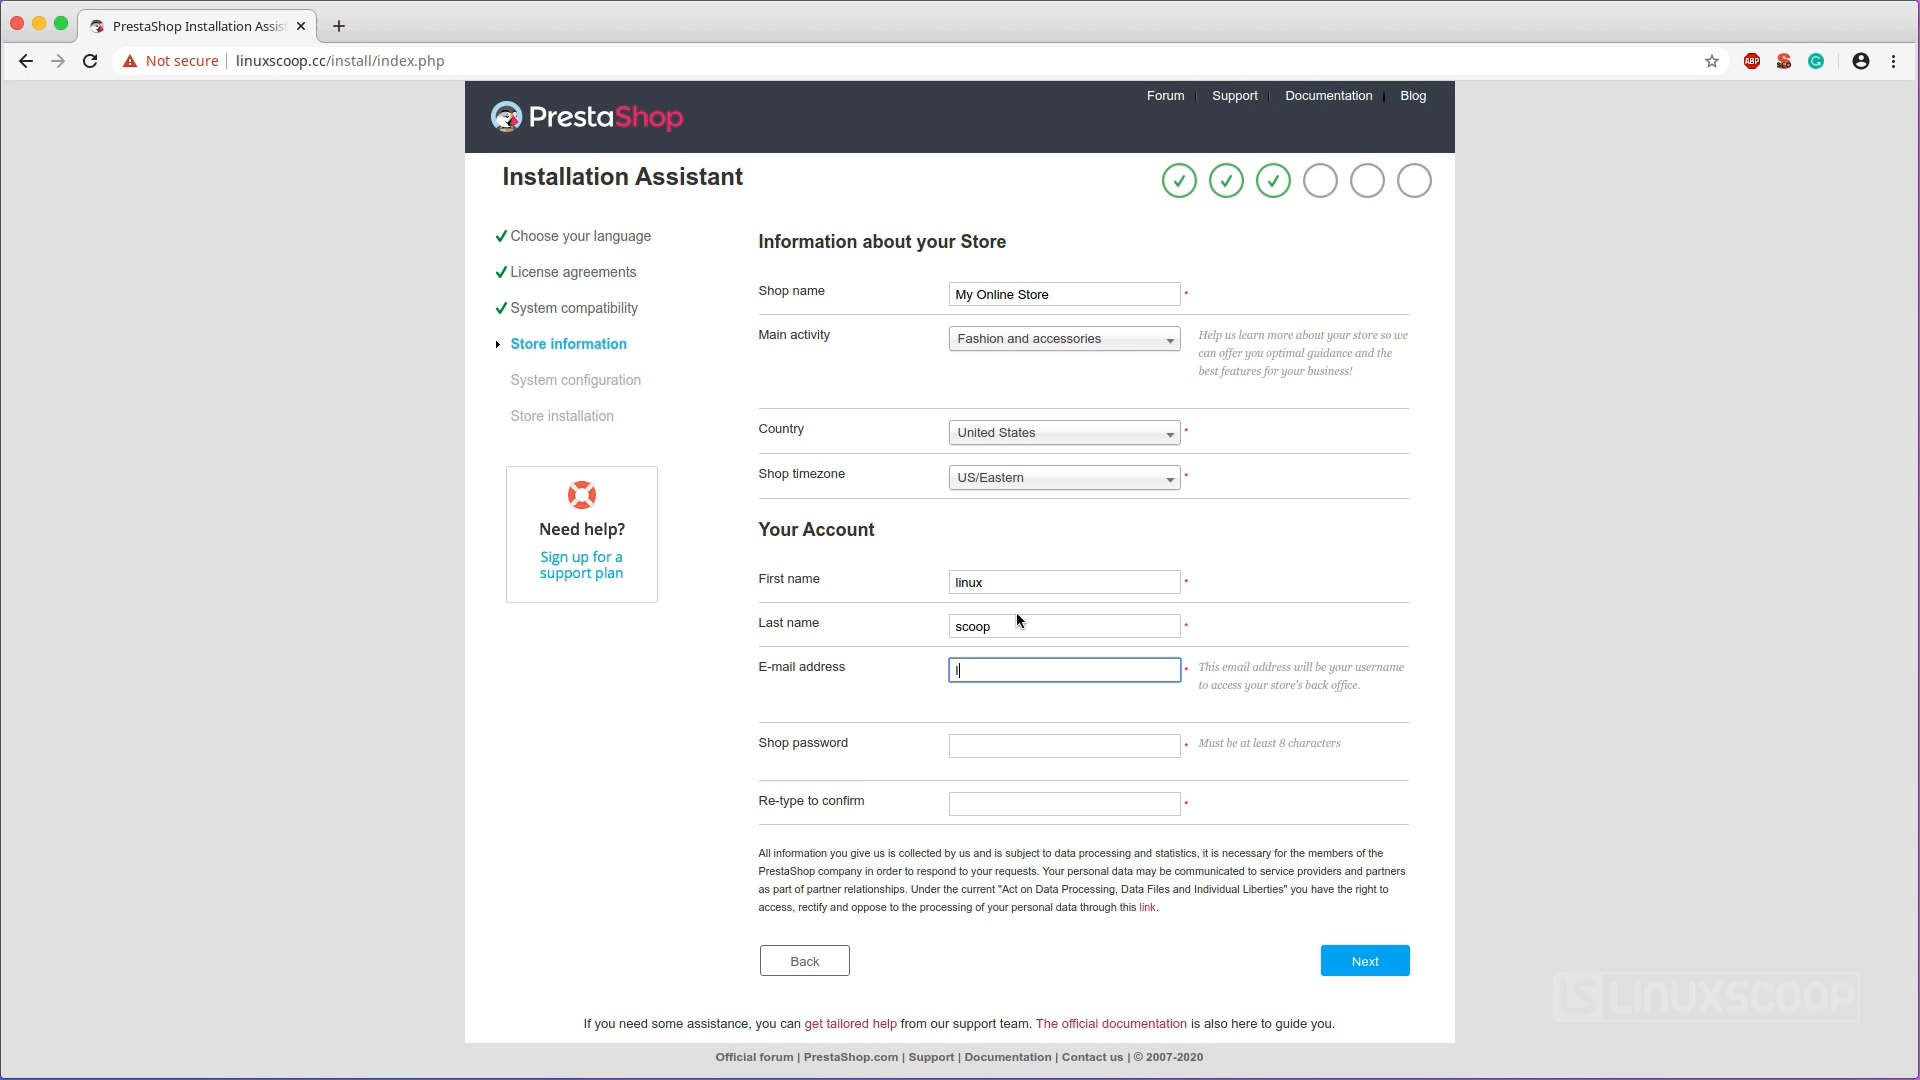 PrestaShop Installation Assist
Not secure
linuxscoop.cc/install/index.php
ABP
PrestaShop
Forum
Support
Documentation
Blog
Installation Assistant
Choose your language
License agreements
System compatibility
Store information
System configuration
Store installation
Need help?
Sign up for a
support plan
Information about your Store
Shop name
My Online Store
*
Main activity
Fashion and accessories
Help us learn more about your store so we
can offer you optimal guidance and the
best features for your business!
Country
United States
*
Shop timezone
US/Eastern
*
Your Account
First name
linux
*
Last name
scoop
*
E-mail address
l
*
This email address will be your username
to access your store's back office.
Shop password
*
Must be at least 8 characters
Re-type to confirm
*
All information you give us is collected by us and is subject to data processing and statistics, it is necessary for the members of the
PrestaShop company in order to respond to your requests. Your personal data may be communicated to service providers and partners
as part of partner relationships. Under the current "Act on Data Processing, Data Files and Individual Liberties" you have the right to
access, rectify and oppose to the processing of your personal data through this link.
Back
Next
LS LINUXSCOOP
If you need some assistance, you can get tailored help from our support team. The official documentation is also here to guide you.
Official forum | PrestaShop.com | Support | Documentation | Contact us | © 2007-2020